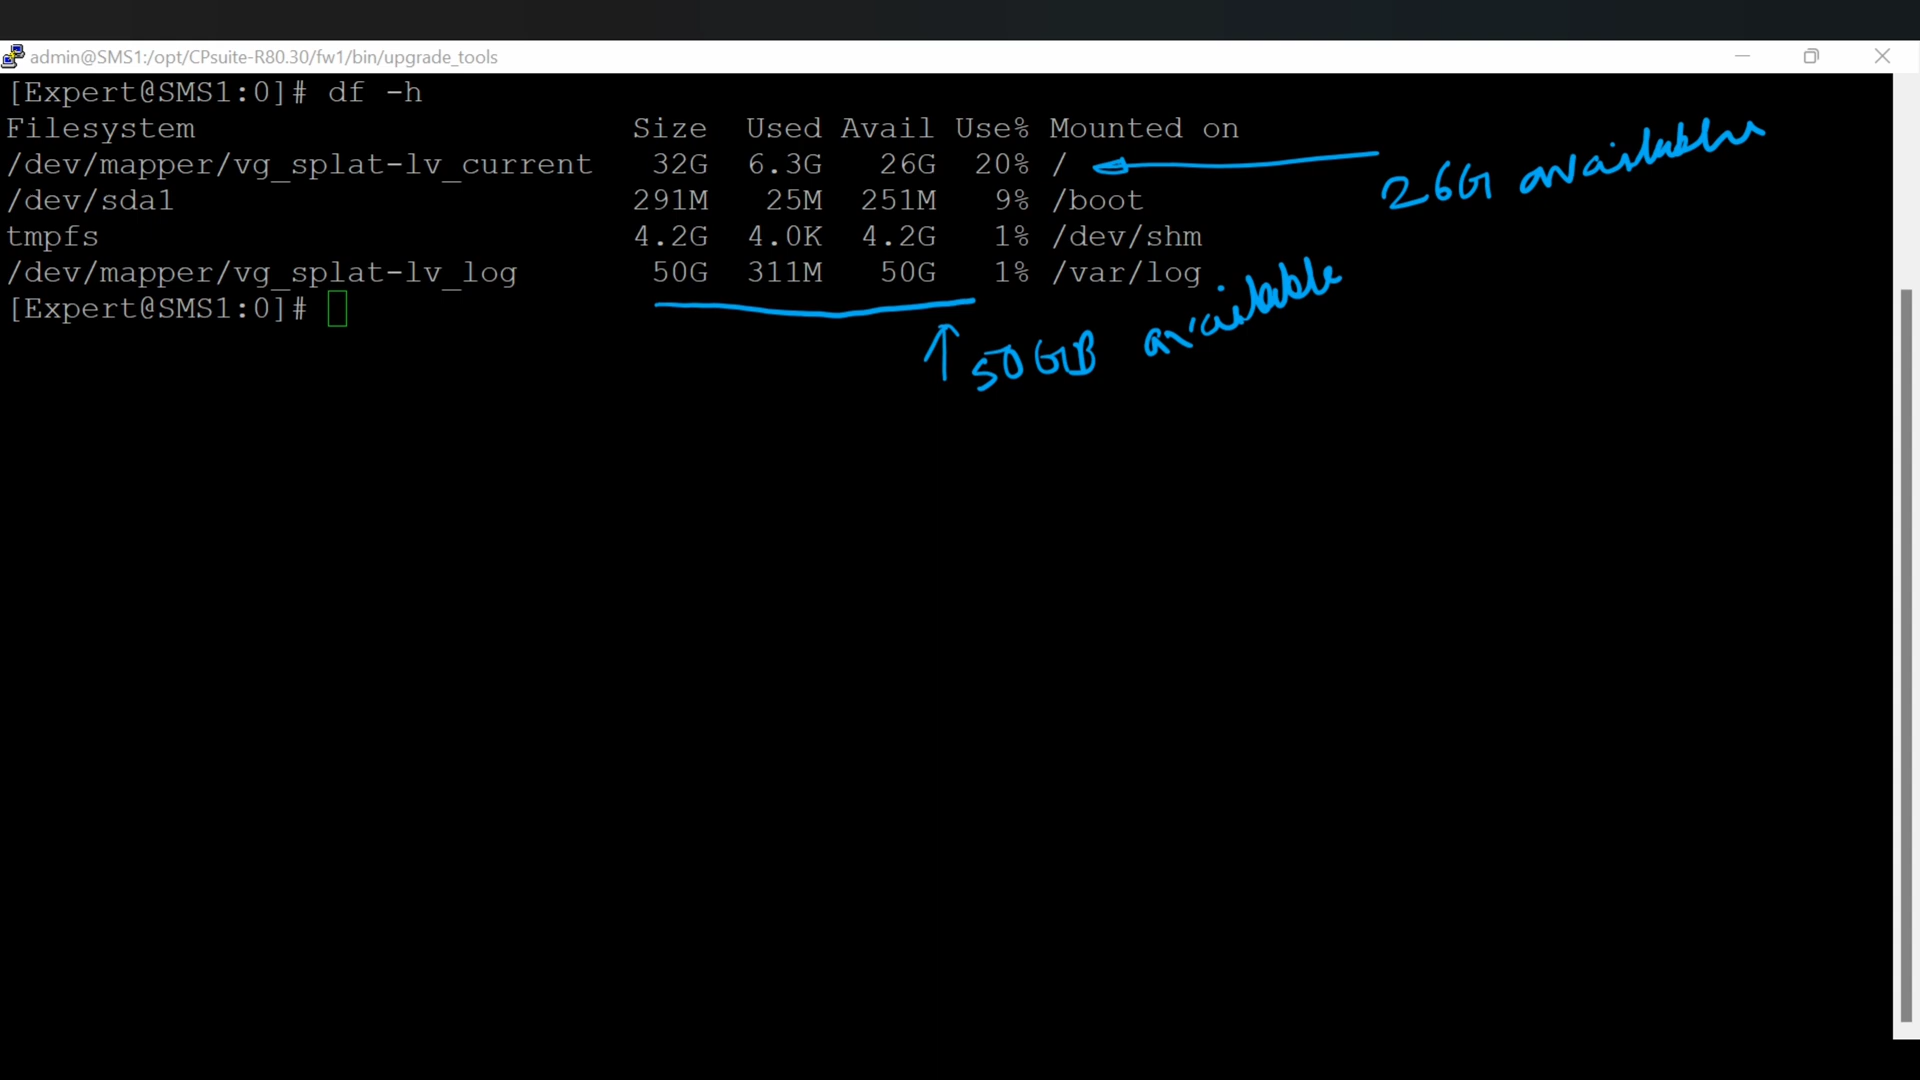 admin@SMS1:/opt/CPsuite-R80.30/fw1/bin/upgrade_tools
[Expert@SMS1:0]# df -h
Filesystem Size Used Avail Use% Mounted on
/dev/mapper/vg_splat-lv_current 32G 6.3G 26G 20% /
26G available
/dev/sda1 291M 25M 251M 9% /boot
tmpfs 4.2G 4.0K 4.2G 1% /dev/shm
/dev/mapper/vg_splat-lv_log 50G 311M 50G 1% /var/log
[Expert@SMS1:0]#
50GB available